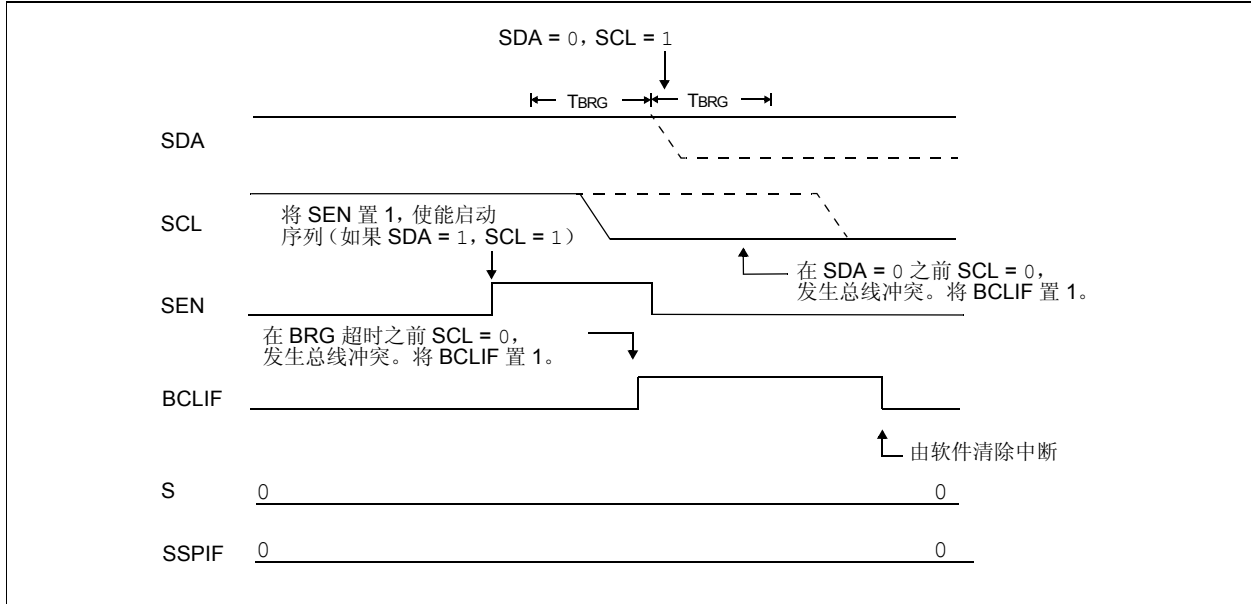 SDA = 0，SCL = 1
TBRG TBRG
SDA
SCL
将 SEN 置 1，使能启动
序列（如果 SDA = 1，SCL = 1）
在 SDA = 0 之前 SCL = 0，
发生总线冲突。将 BCLIF 置 1。
SEN
在 BRG 超时之前 SCL = 0，
发生总线冲突。将 BCLIF 置 1。
BCLIF
由软件清除中断
S 0 0
SSPIF 0 0